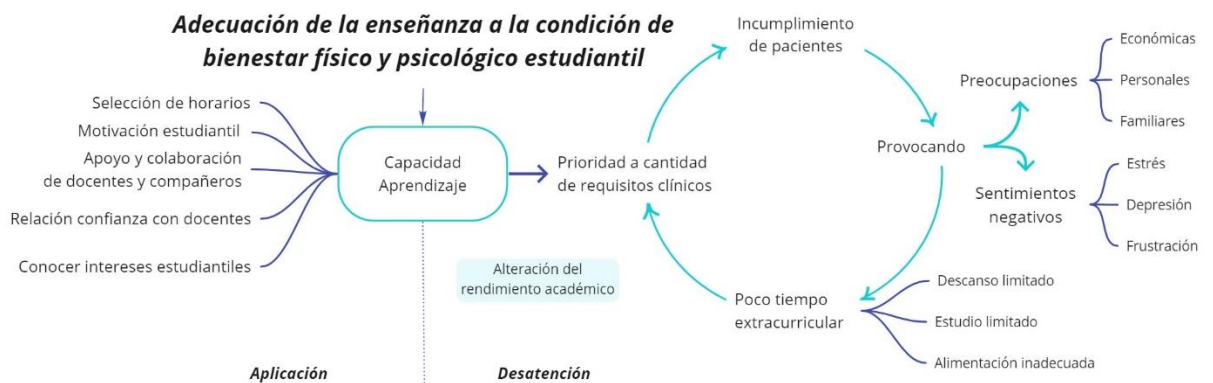 Adecuación de la enseñanza a la condición de
bienestar físico y psicológico estudiantil
Selección de horarios
Motivación estudiantil
Apoyo y colaboración
de docentes y compañeros
Relación confianza con docentes
Conocer intereses estudiantiles
Capacidad
Aprendizaje
Prioridad a cantidad
de requisitos clínicos
Incumplimiento
de pacientes
Provocando
Preocupaciones
Económicas
Personales
Familiares
Sentimientos
negativos
Estrés
Depresión
Frustración
Poco tiempo
extracurricular
Descanso limitado
Estudio limitado
Alimentación inadecuada
Alteración del
rendimiento académico
Aplicación
Desatención